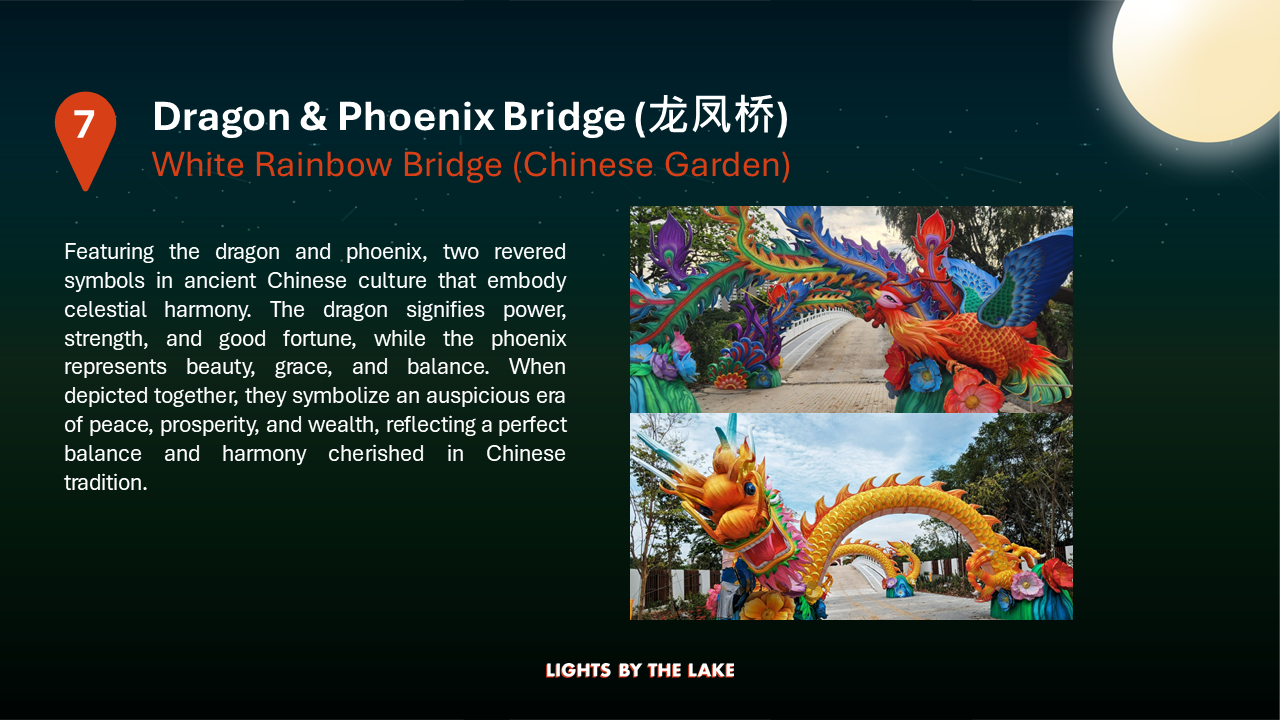 7
Dragon & Phoenix Bridge (龙凤桥)
White Rainbow Bridge (Chinese Garden)
Featuring the dragon and phoenix, two revered
symbols in ancient Chinese culture that embody
celestial harmony. The dragon signifies power,
strength, and good fortune, while the phoenix
represents beauty, grace, and balance. When
depicted together, they symbolize an auspicious era
of peace, prosperity, and wealth, reflecting a perfect
balance and harmony cherished in Chinese
tradition.
LIGHTS BY THE LAKE